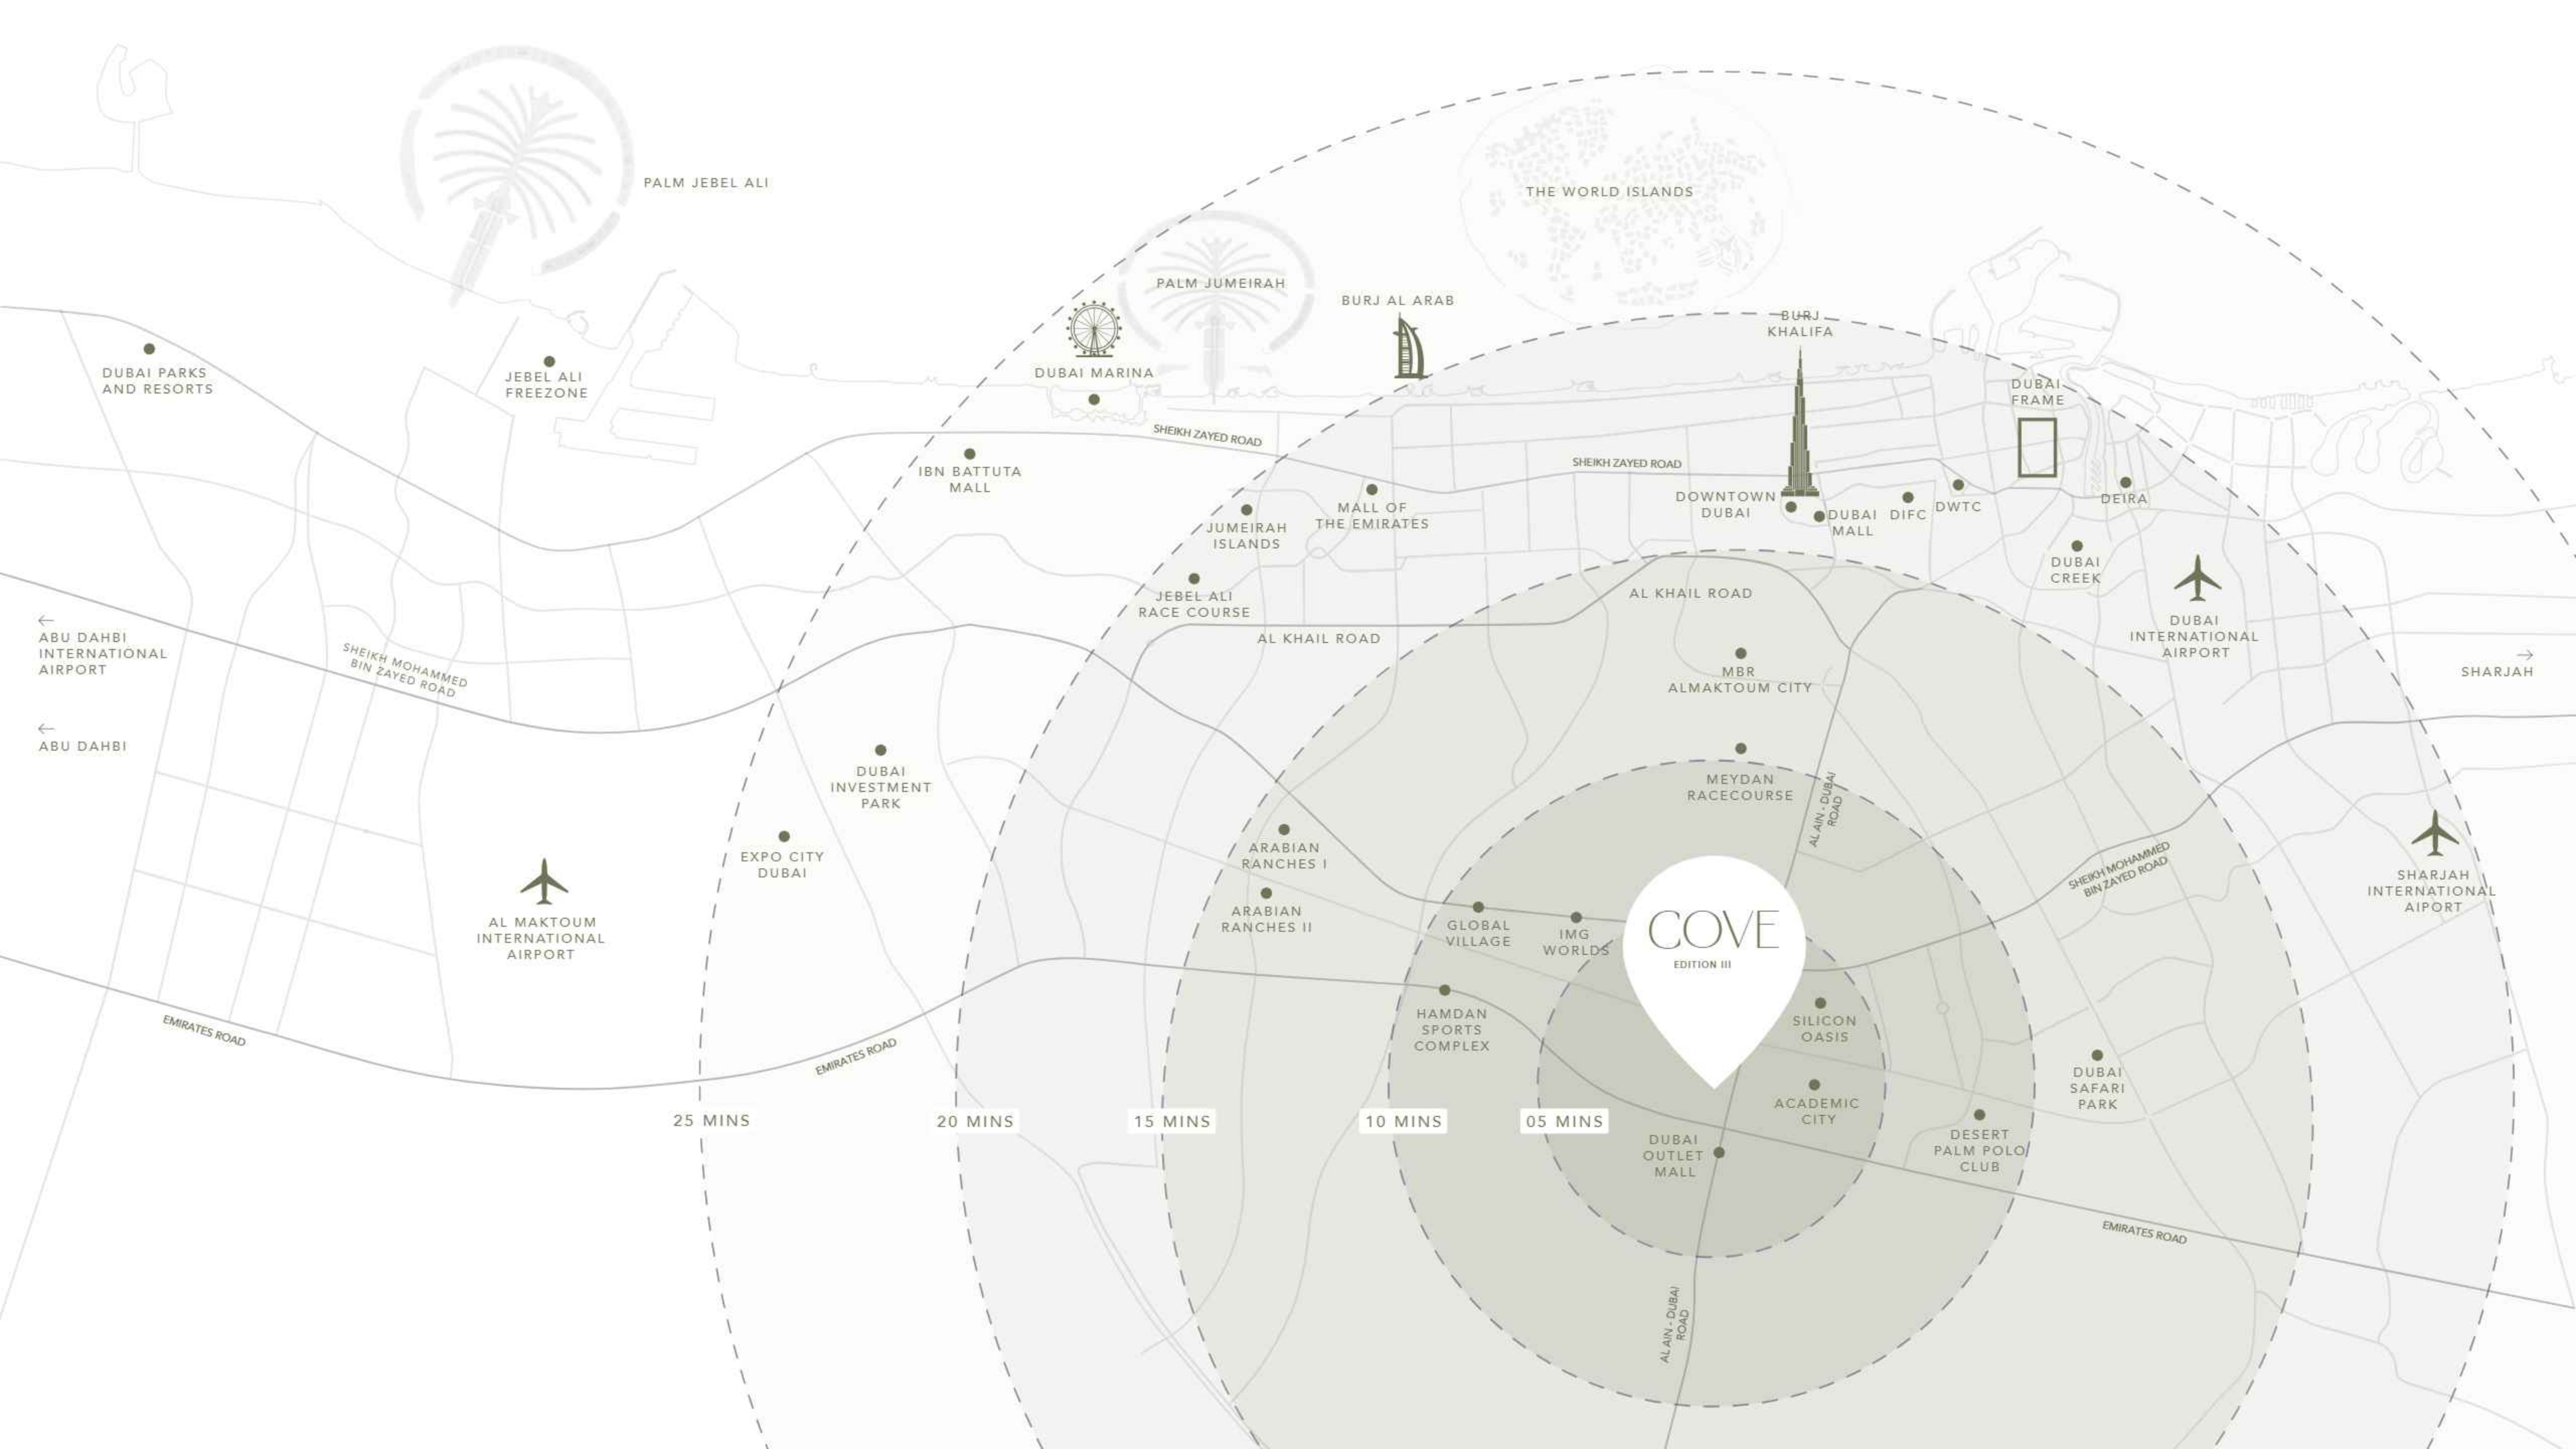 PALM JEBEL ALI
THE WORLD ISLANDS
PALM JUMEIRAH
BURJ AL ARAB
BURJ
KHALIFA
DUBAI PARKS
AND RESORTS
JEBEL ALI
FREEZONE
DUBAI MARINA
DUBAI
FRAME
SHEIKH ZAYED ROAD
SHEIKH ZAYED ROAD
IBN BATTUTA
MALL
JUMEIRAH
ISLANDS
MALL OF
THE EMIRATES
DOWNTOWN
DUBAI
DUBAI
MALL
DIFC
DWTC
DEIRA
DUBAI
CREEK
JEBEL ALI
RACE COURSE
AL KHAIL ROAD
AL KHAIL ROAD
DUBAI
INTERNATIONAL
AIRPORT
←
ABU DAHBI
INTERNATIONAL
AIRPORT
SHEIKH MOHAMMED
BIN ZAYED ROAD
MBR
ALMAKTOUM CITY
→
SHARJAH
←
ABU DAHBI
DUBAI
INVESTMENT
PARK
MEYDAN
RACECOURSE
AL AIN - DUBAI
ROAD
EXPO CITY
DUBAI
ARABIAN
RANCHES I
SHEIKH MOHAMMED
BIN ZAYED ROAD
SHARJAH
INTERNATIONAL
AIPORT
AL MAKTOUM
INTERNATIONAL
AIRPORT
ARABIAN
RANCHES II
GLOBAL
VILLAGE
IMG
WORLDS
COVE
EDITION III
EMIRATES ROAD
EMIRATES ROAD
HAMDAN
SPORTS
COMPLEX
SILICON
OASIS
DUBAI
SAFARI
PARK
ACADEMIC
CITY
25 MINS
20 MINS
15 MINS
10 MINS
05 MINS
DUBAI
OUTLET
MALL
DESERT
PALM POLO
CLUB
EMIRATES ROAD
AL AIN - DUBAI
ROAD